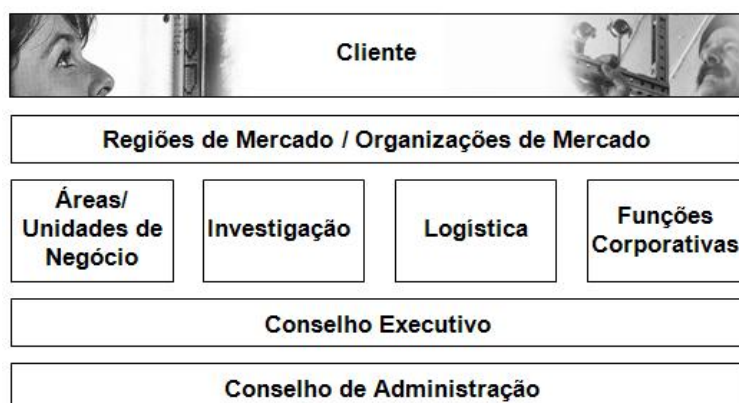 Cliente
Regiões de Mercado / Organizações de Mercado
Áreas/
Unidades de
Negócio
Investigação
Logística
Funções
Corporativas
Conselho Executivo
Conselho de Administração